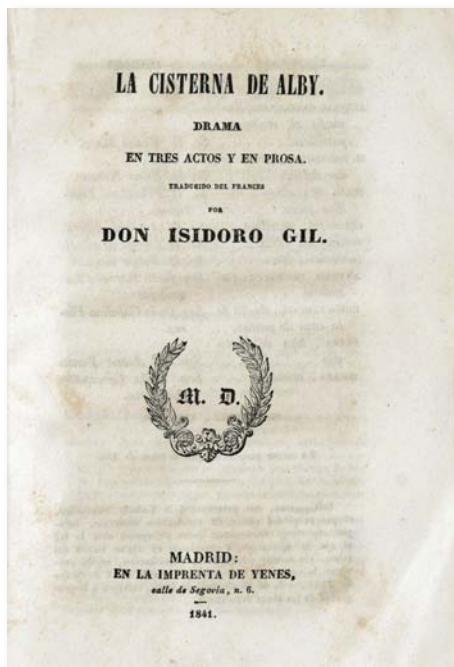 LA CISTERNA DE ALBY.
DRAMA
EN TRES ACTOS Y EN PROSA.
TRADUCIDO DEL FRANCES
POR
DON ISIDORO GIL.
M. D.
MADRID:
EN LA IMPRENTA DE YENES,
calle de Segovia, n. 6.
1841.